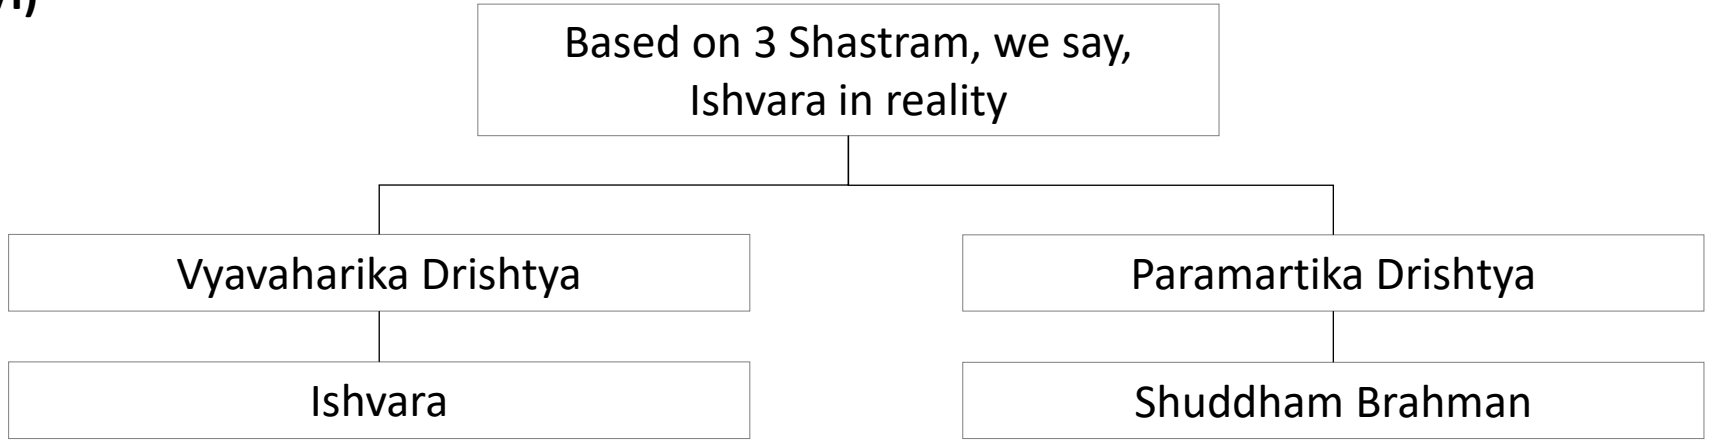 Based on 3 Shastram, we say,
Ishvara in reality
Vyavaharika Drishtya
Paramartika Drishtya
Ishvara
Shuddham Brahman